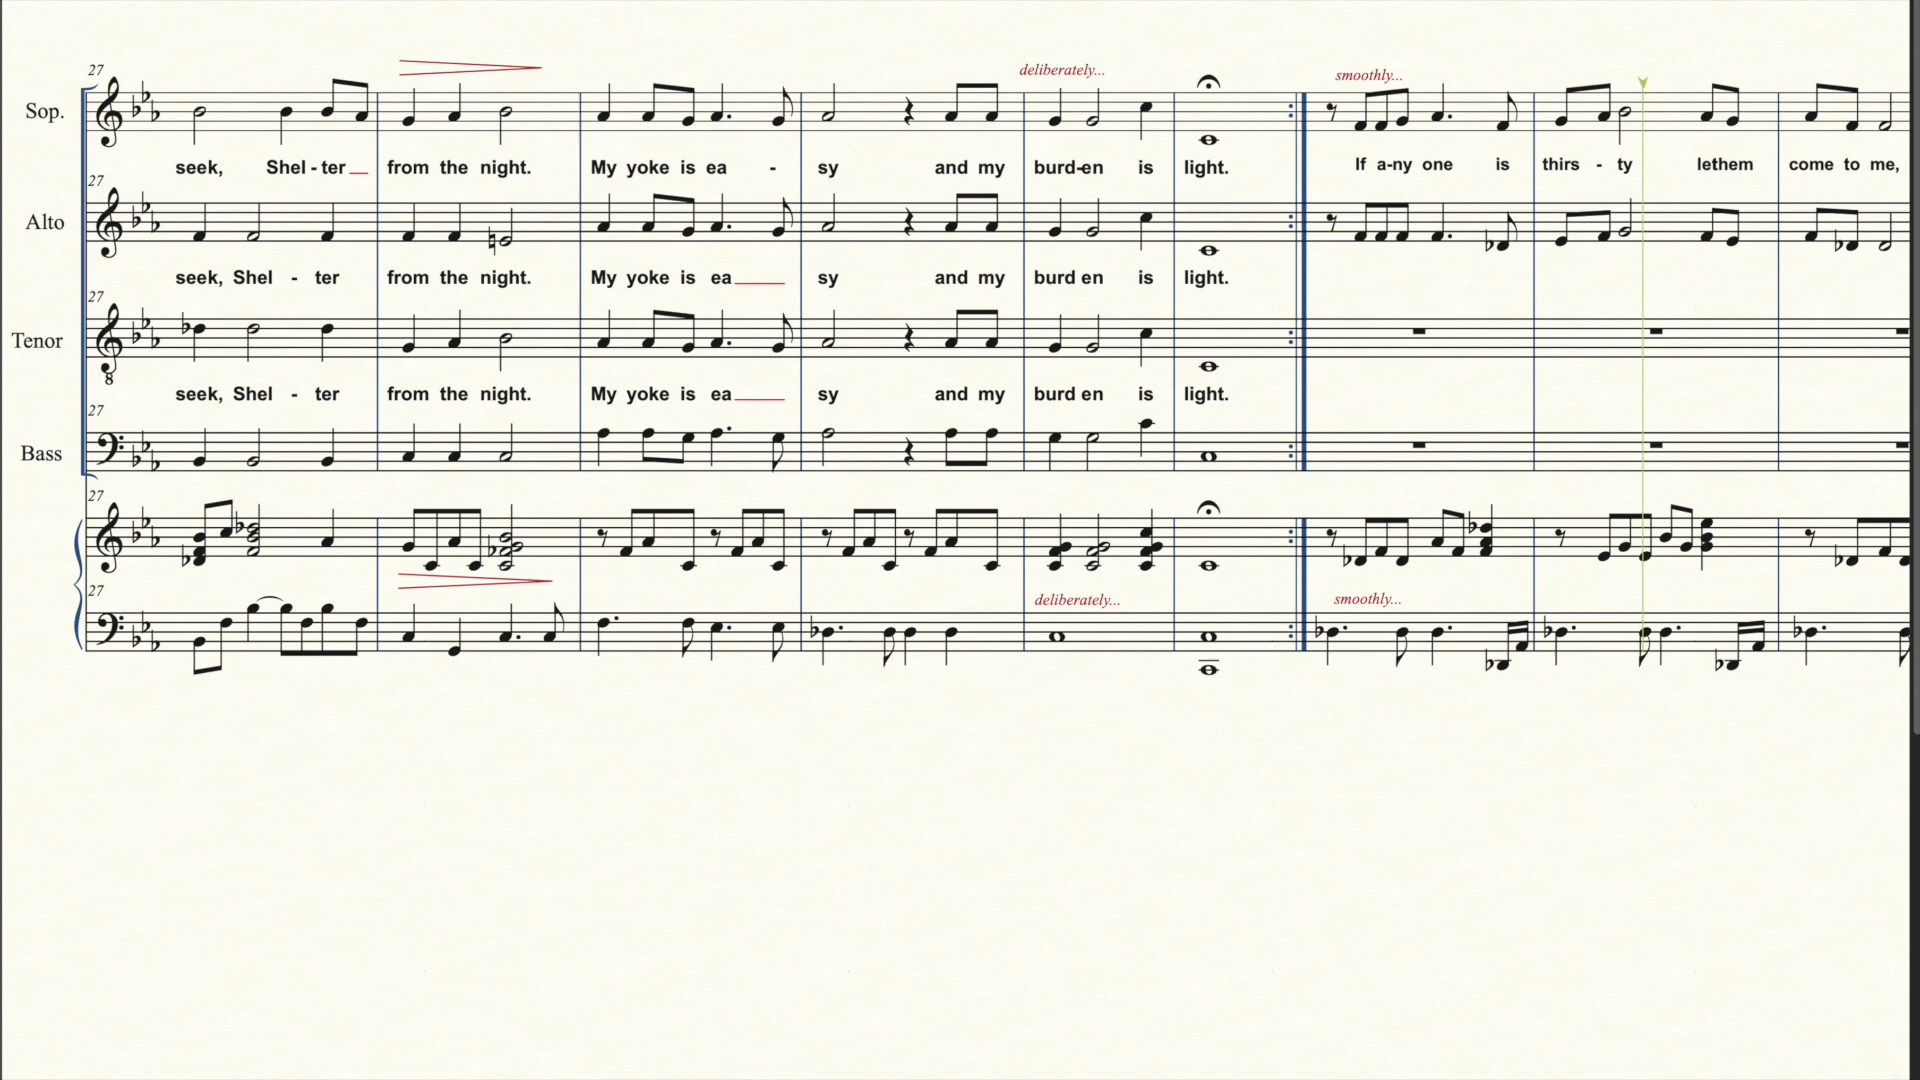 deliberately...
smoothly...
27
Sop.
seek, Shel - ter from the night. My yoke is ea - sy and my burd-en is light. If a-ny one is thirs - ty lethem come to me,
27
Alto
seek, Shel - ter from the night. My yoke is ea sy and my burd en is light.
27
Tenor
8
seek, Shel - ter from the night. My yoke is ea sy and my burd en is light.
27
Bass
27
27
deliberately...
smoothly...